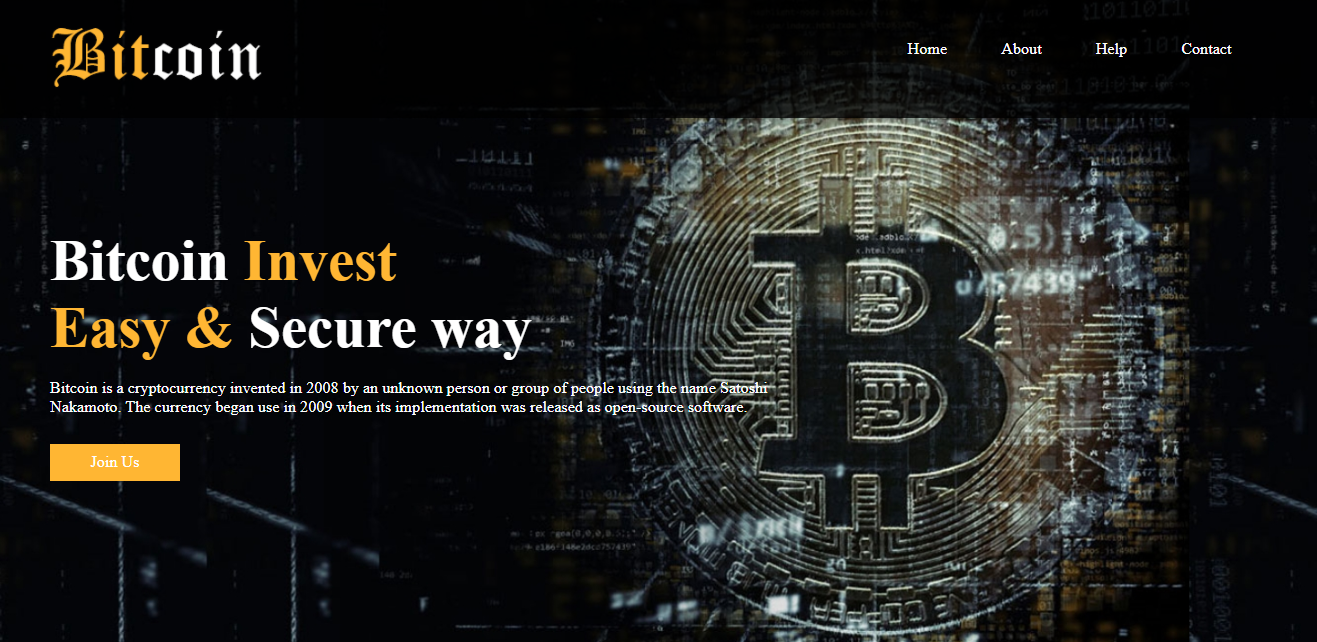 Bitcoin
Home About Help Contact
Bitcoin Invest
Easy & Secure way
Bitcoin is a cryptocurrency invented in 2008 by an unknown person or group of people using the name Satoshi
Nakamoto. The currency began use in 2009 when its implementation was released as open-source software.
Join Us